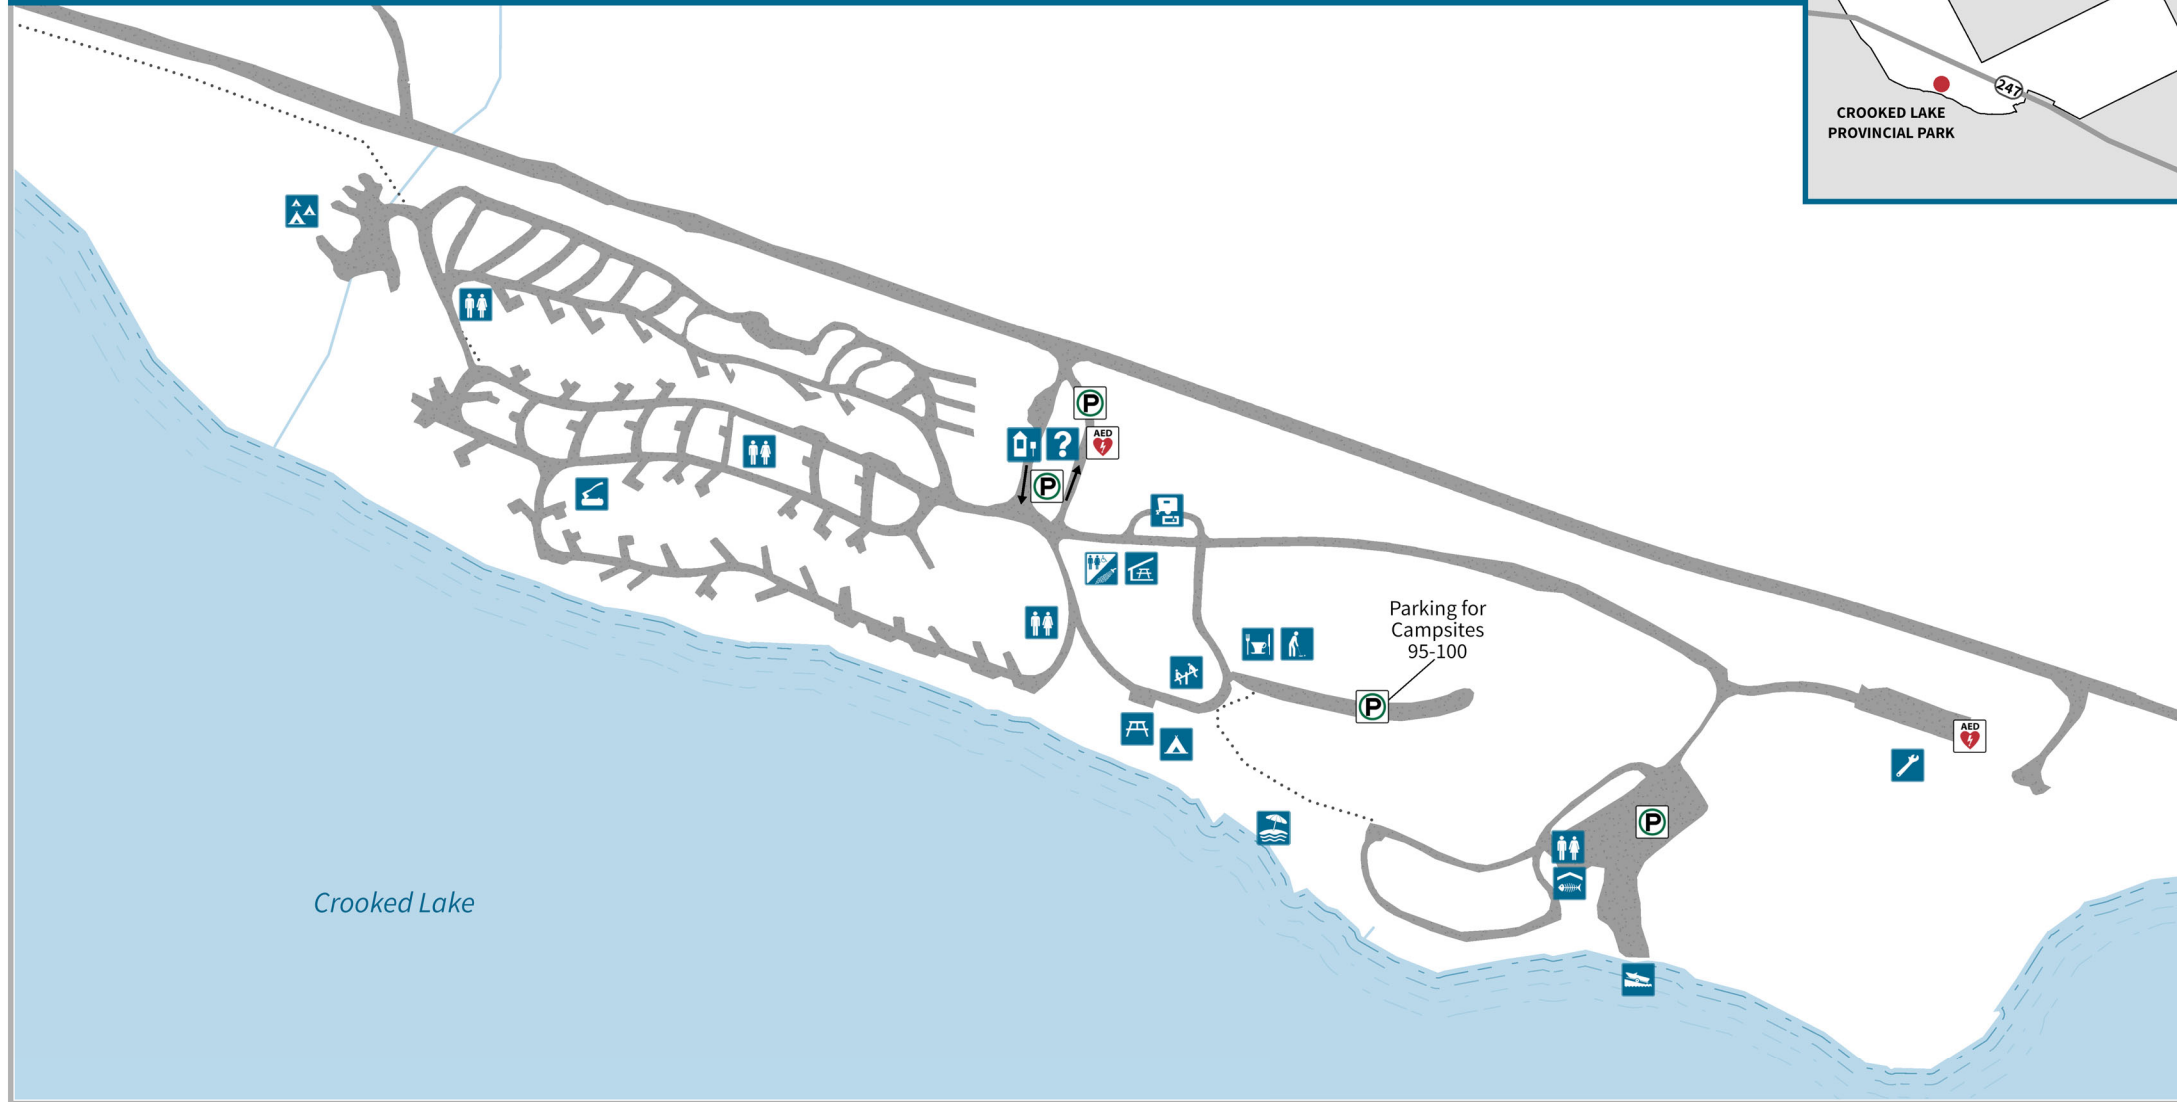 247
CROOKED LAKE
PROVINCIAL PARK
P
AED
?
P
Parking for
Campsites
95-100
P
AED
P
Crooked Lake